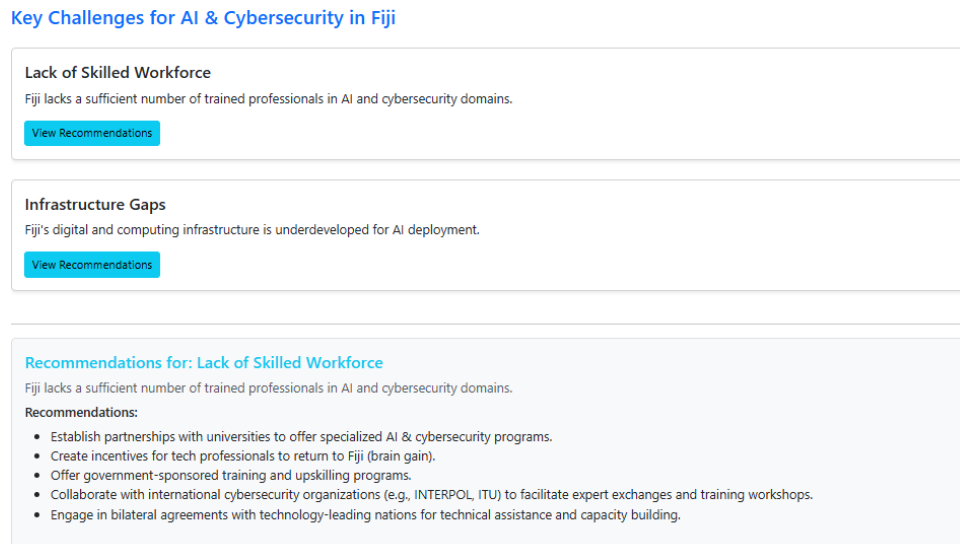 Key Challenges for AI & Cybersecurity in Fiji
Lack of Skilled Workforce
Fiji lacks a sufficient number of trained professionals in AI and cybersecurity domains.
View Recommendations
Infrastructure Gaps
Fiji's digital and computing infrastructure is underdeveloped for AI deployment.
View Recommendations
Recommendations for: Lack of Skilled Workforce
Fiji lacks a sufficient number of trained professionals in AI and cybersecurity domains.
Recommendations:
• Establish partnerships with universities to offer specialized AI & cybersecurity programs.
• Create incentives for tech professionals to return to Fiji (brain gain).
• Offer government-sponsored training and upskilling programs.
• Collaborate with international cybersecurity organizations (e.g., INTERPOL, ITU) to facilitate expert exchanges and training workshops.
• Engage in bilateral agreements with technology-leading nations for technical assistance and capacity building.